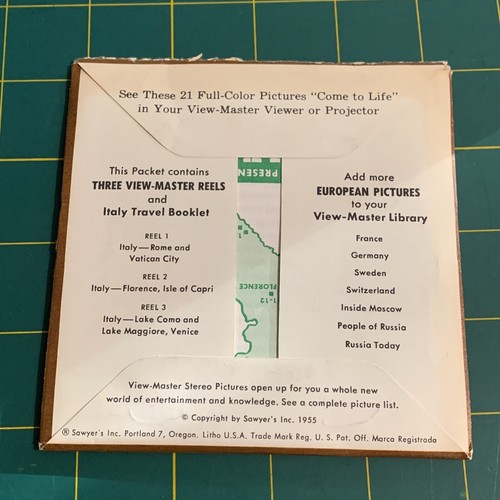 See These 21 Full-Color Pictures "Come to Life"
in Your View-Master Viewer or Projector
This Packet contains
THREE VIEW-MASTER REELS
and
Italy Travel Booklet
REEL 1
Italy—Rome and
Vatican City
REEL 2
Italy—Florence, Isle of Capri
REEL 3
Italy—Lake Como and
Lake Maggiore, Venice
PRESEN
FLORENCE
1-12
Add more
EUROPEAN PICTURES
to your
View-Master Library
France
Germany
Sweden
Switzerland
Inside Moscow
People of Russia
Russia Today
View-Master Stereo Pictures open up for you a whole new
world of entertainment and knowledge. See a complete picture list.
© Copyright by Sawyer's Inc. 1955
® Sawyer's Inc. Portland 7, Oregon. Litho U.S.A. Trade Mark Reg. U. S. Pat. Off. Marca Registrada